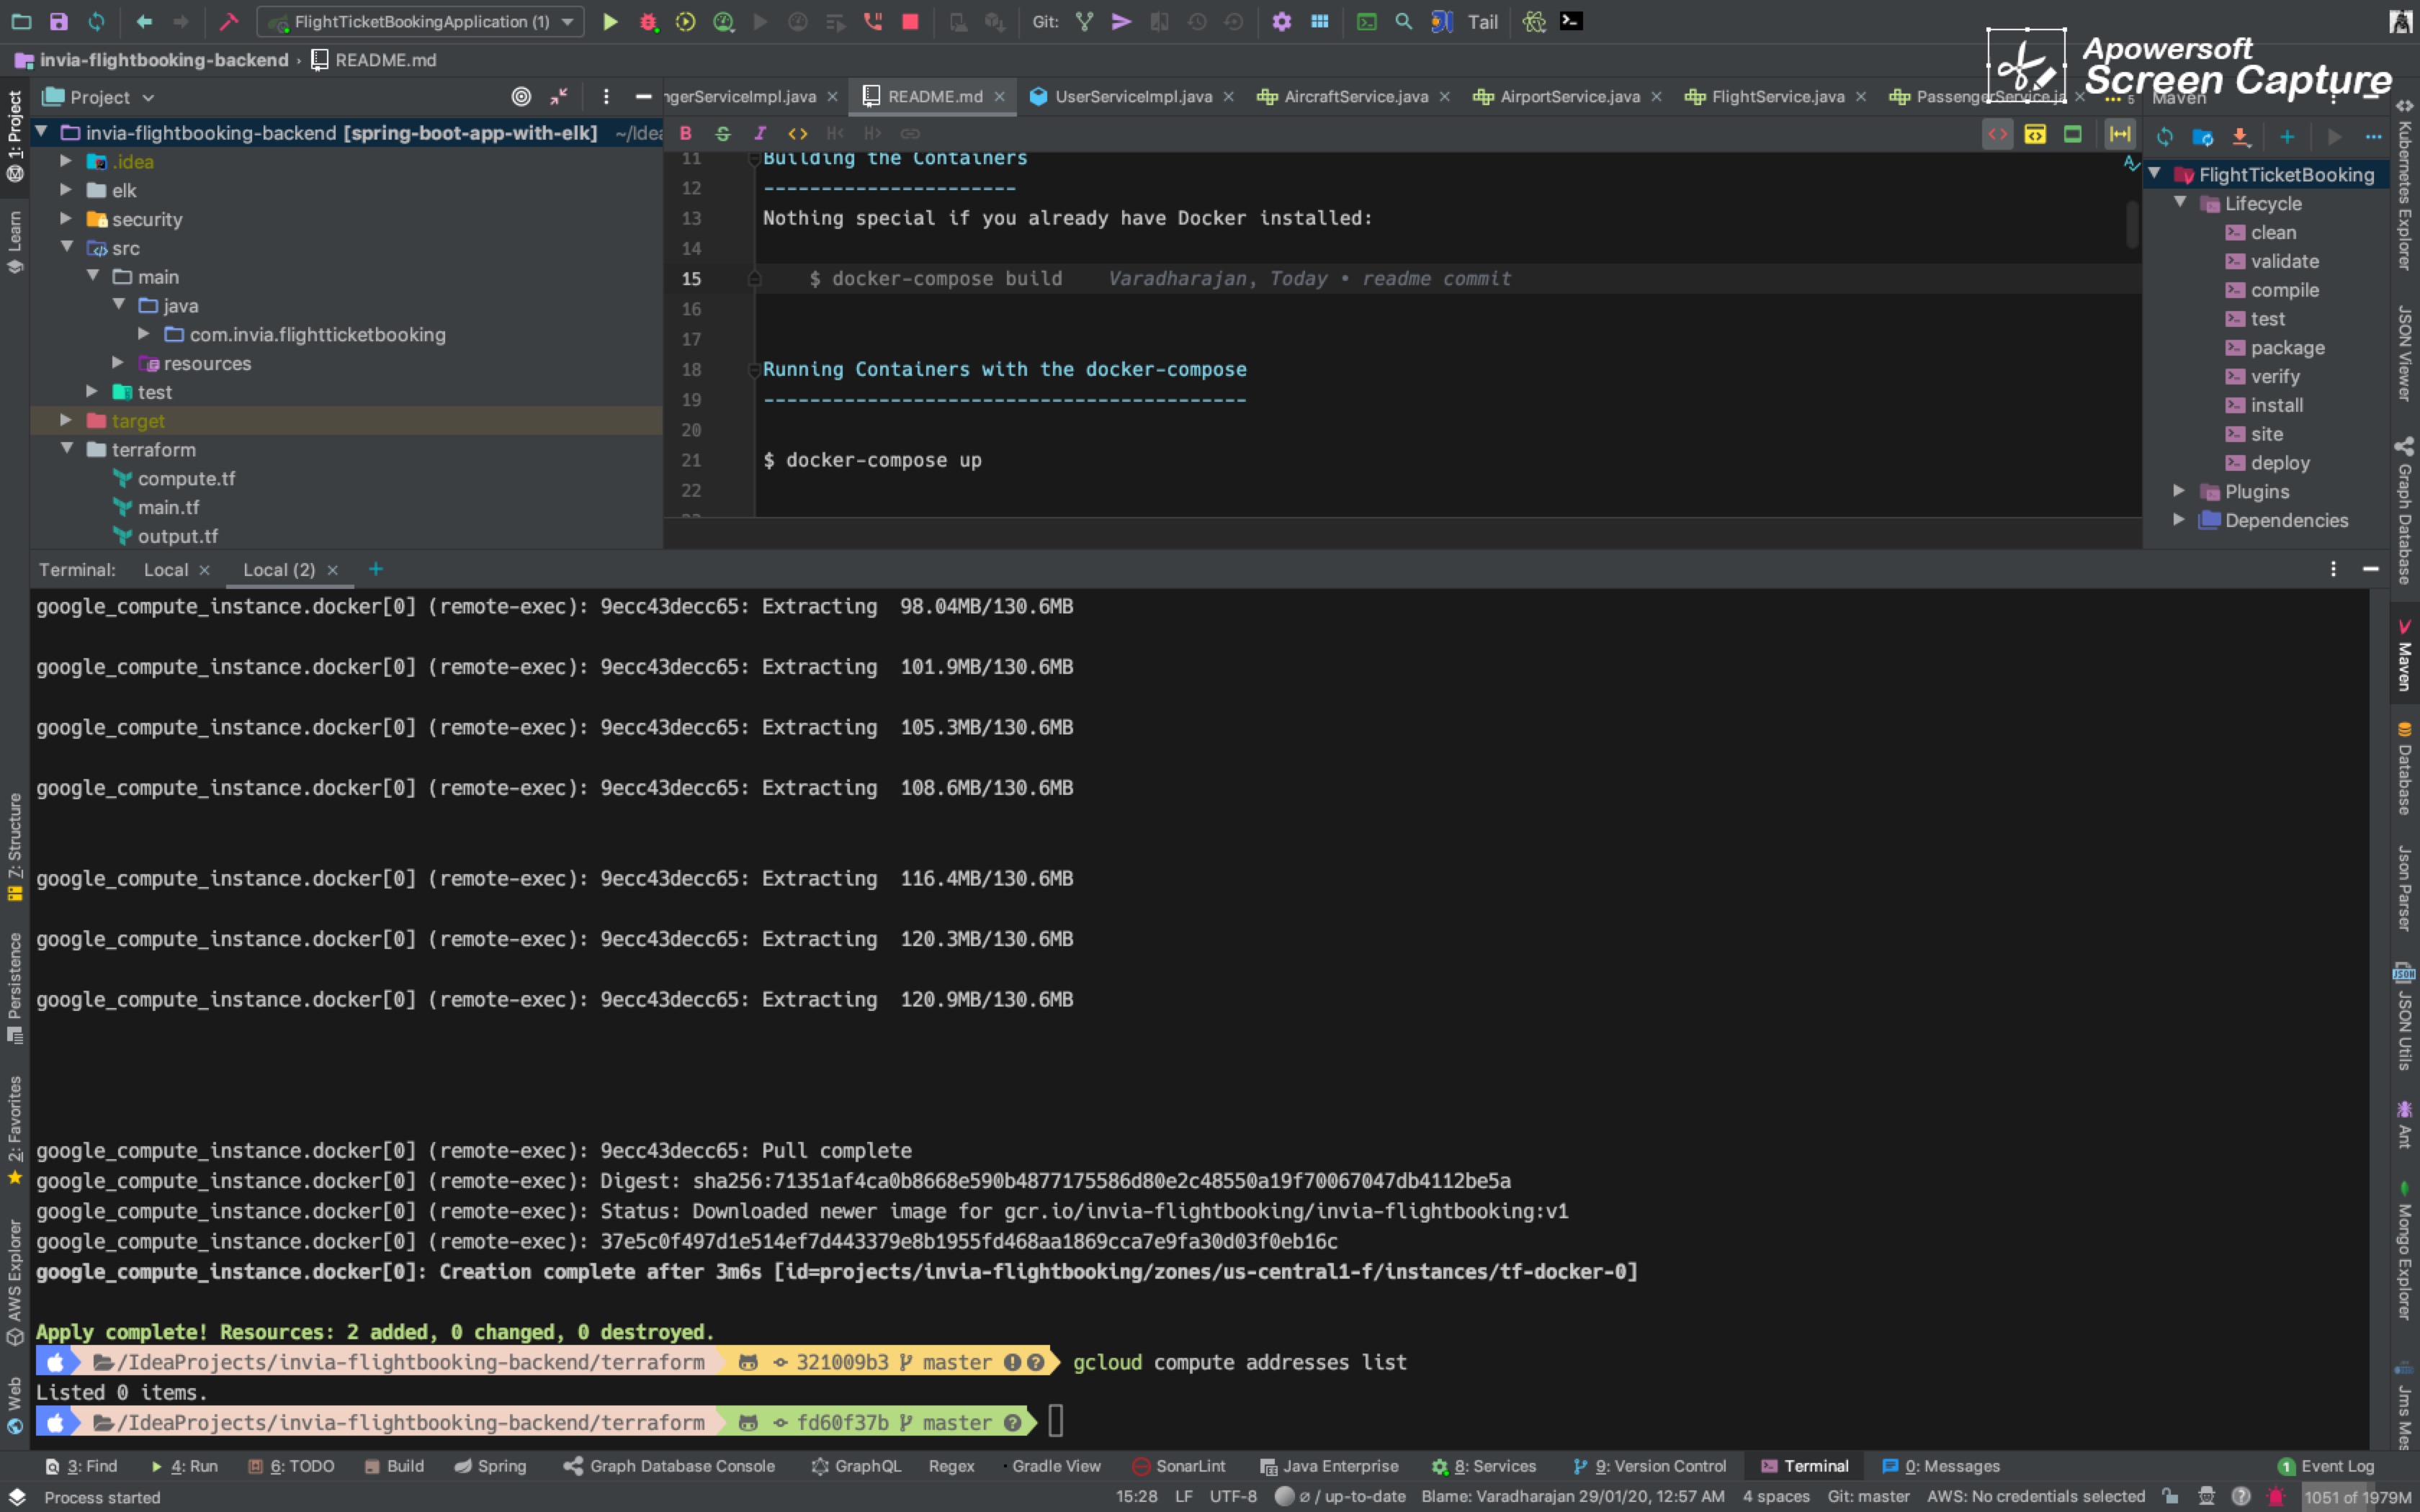 FlightTicketBookingApplication (1)
Git:
Tail
Apowersoft
Screen Capture
invia-flightbooking-backend › README.md
Project
ngerServiceImpl.java
README.md
UserServiceImpl.java
AircraftService.java
AirportService.java
FlightService.java
PassengerService.ja
5
Maven
invia-flightbooking-backend [spring-boot-app-with-elk] ~/Idea
.idea
elk
security
src
main
java
com.invia.flightticketbooking
resources
test
target
terraform
compute.tf
main.tf
output.tf
11 Building the Containers
12 ----------------------
13 Nothing special if you already have Docker installed:
14
15 $ docker-compose build Varadharajan, Today • readme commit
16
17
18 Running Containers with the docker-compose
19 ------------------------------------------
20
21 $ docker-compose up
22
FlightTicketBooking
Lifecycle
clean
validate
compile
test
package
verify
install
site
deploy
Plugins
Dependencies
1: Project
Learn
7: Structure
Persistence
2: Favorites
AWS Explorer
Web
Kubernetes Explorer
JSON Viewer
Graph Database
Maven
Database
Json Parser
JSON Utils
Ant
Mongo Explorer
Jms Mes
Terminal: Local Local (2) +
google_compute_instance.docker[0] (remote-exec): 9ecc43decc65: Extracting 98.04MB/130.6MB
google_compute_instance.docker[0] (remote-exec): 9ecc43decc65: Extracting 101.9MB/130.6MB
google_compute_instance.docker[0] (remote-exec): 9ecc43decc65: Extracting 105.3MB/130.6MB
google_compute_instance.docker[0] (remote-exec): 9ecc43decc65: Extracting 108.6MB/130.6MB
google_compute_instance.docker[0] (remote-exec): 9ecc43decc65: Extracting 116.4MB/130.6MB
google_compute_instance.docker[0] (remote-exec): 9ecc43decc65: Extracting 120.3MB/130.6MB
google_compute_instance.docker[0] (remote-exec): 9ecc43decc65: Extracting 120.9MB/130.6MB
google_compute_instance.docker[0] (remote-exec): 9ecc43decc65: Pull complete
google_compute_instance.docker[0] (remote-exec): Digest: sha256:71351af4ca0b8668e590b4877175586d80e2c48550a19f70067047db4112be5a
google_compute_instance.docker[0] (remote-exec): Status: Downloaded newer image for gcr.io/invia-flightbooking/invia-flightbooking:v1
google_compute_instance.docker[0] (remote-exec): 37e5c0f497d1e514ef7d443379e8b1955fd468aa1869cca7e9fa30d03f0eb16c
google_compute_instance.docker[0]: Creation complete after 3m6s [id=projects/invia-flightbooking/zones/us-central1-f/instances/tf-docker-0]
Apply complete! Resources: 2 added, 0 changed, 0 destroyed.
/IdeaProjects/invia-flightbooking-backend/terraform 321009b3 master gcloud compute addresses list
Listed 0 items.
/IdeaProjects/invia-flightbooking-backend/terraform fd60f37b master
3: Find 4: Run 6: TODO Build Spring Graph Database Console GraphQL Regex Gradle View SonarLint Java Enterprise 8: Services 9: Version Control Terminal 0: Messages 1 Event Log
Process started 15:28 LF UTF-8 ∅ / up-to-date Blame: Varadharajan 29/01/20, 12:57 AM 4 spaces Git: master AWS: No credentials selected 1051 of 1979M